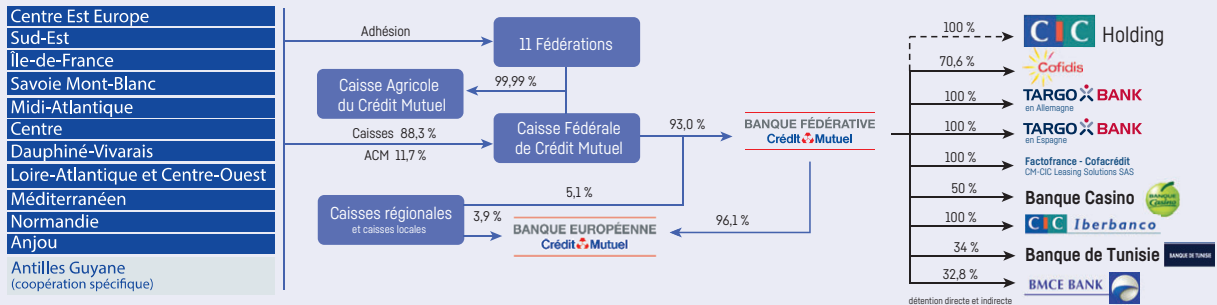 Centre Est Europe
Sud-Est
Île-de-France
Savoie Mont-Blanc
Midi-Atlantique
Centre
Dauphiné-Vivarais
Loire-Atlantique et Centre-Ouest
Méditerranéen
Normandie
Anjou
Antilles Guyane
(coopération spécifique)
Adhésion
11 Fédérations
Caisse Agricole
du Crédit Mutuel
99,99 %
Caisses 88,3 %
ACM 11,7 %
Caisse Fédérale
de Crédit Mutuel
93,0 %
BANQUE FÉDÉRATIVE
Crédit Mutuel
5,1 %
Caisses régionales
et caisses locales
3,9 %
BANQUE EUROPÉENNE
Crédit Mutuel
96,1 %
100 %
CIC Holding
70,6 %
Cofidis
100 %
TARGO BANK
en Allemagne
100 %
TARGO BANK
en Espagne
100 %
Factofrance - Cofacrédit
CM-CIC Leasing Solutions SAS
50 %
Banque Casino
Banque
Casino
100 %
CIC Iberbanco
34 %
Banque de Tunisie
BANQUE DE TUNISIE
32,8 %
BMCE BANK
détention directe et indirecte